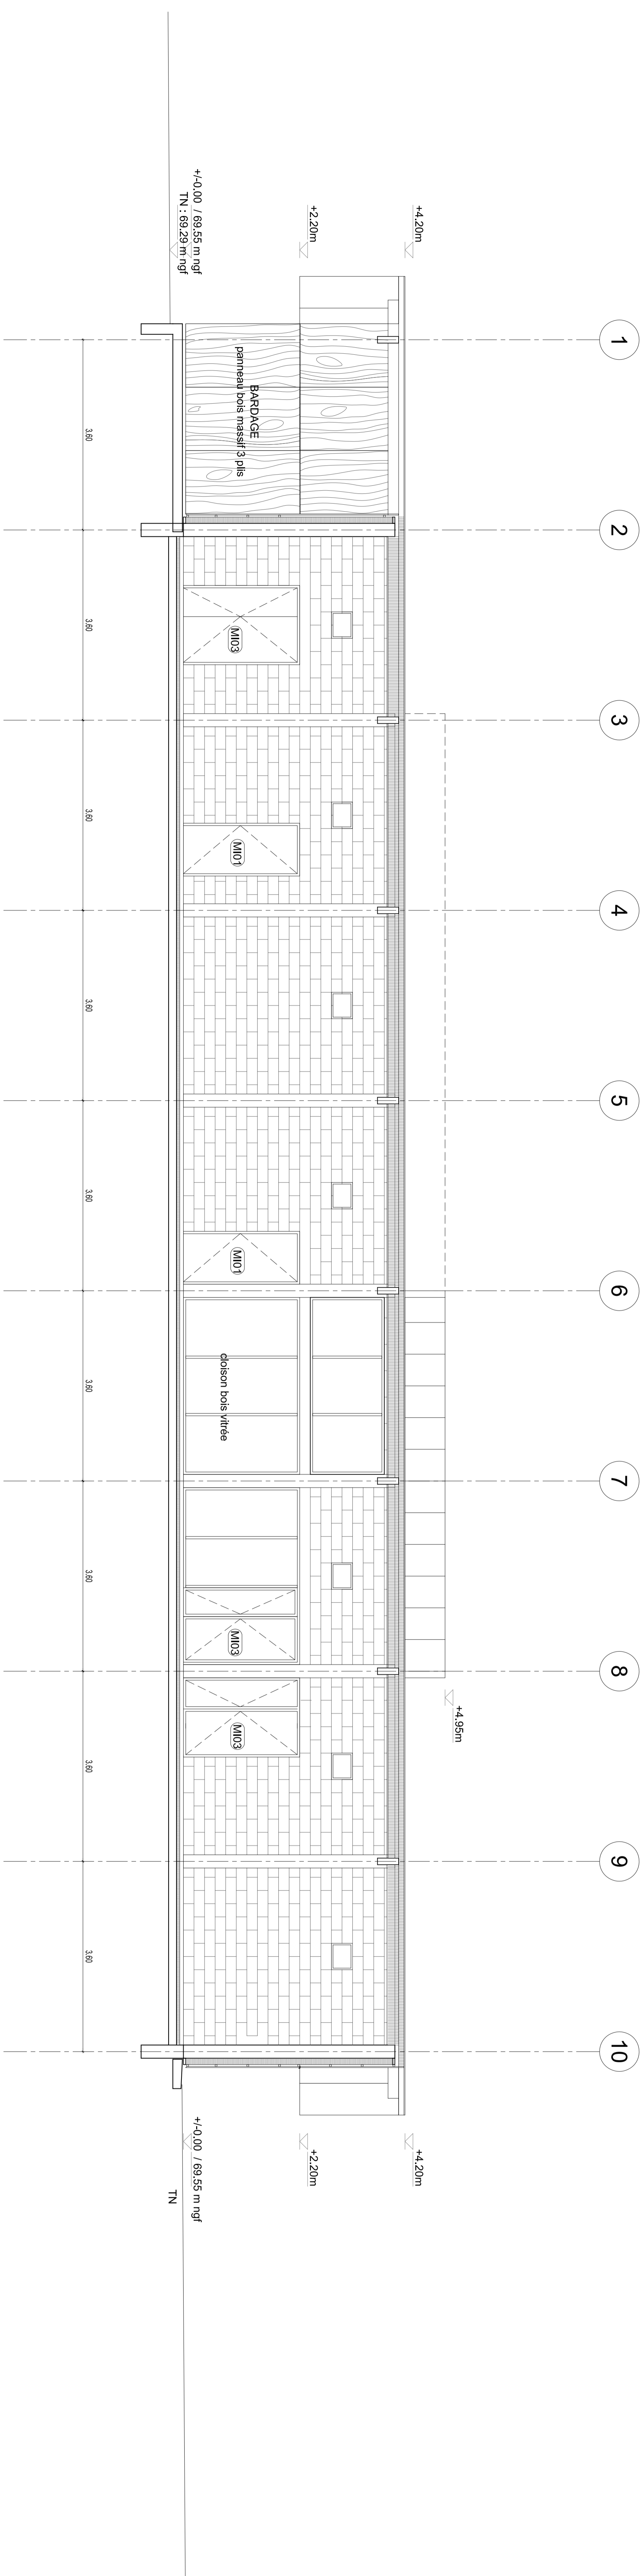 1
2
3
4
5
6
7
8
9
10
+4.95m
+4.20m
+4.20m
+2.20m
+2.20m
+/-0.00 / 69.55 m ngf
TN : 69.29 m ngf
+/-0.00 / 69.55 m ngf
TN
BARDAGE
panneau bois massif 3 plis
MI03
MI01
MI01
cloison bois vitrée
MI03
MI03
3.60
3.60
3.60
3.60
3.60
3.60
3.60
3.60
3.60